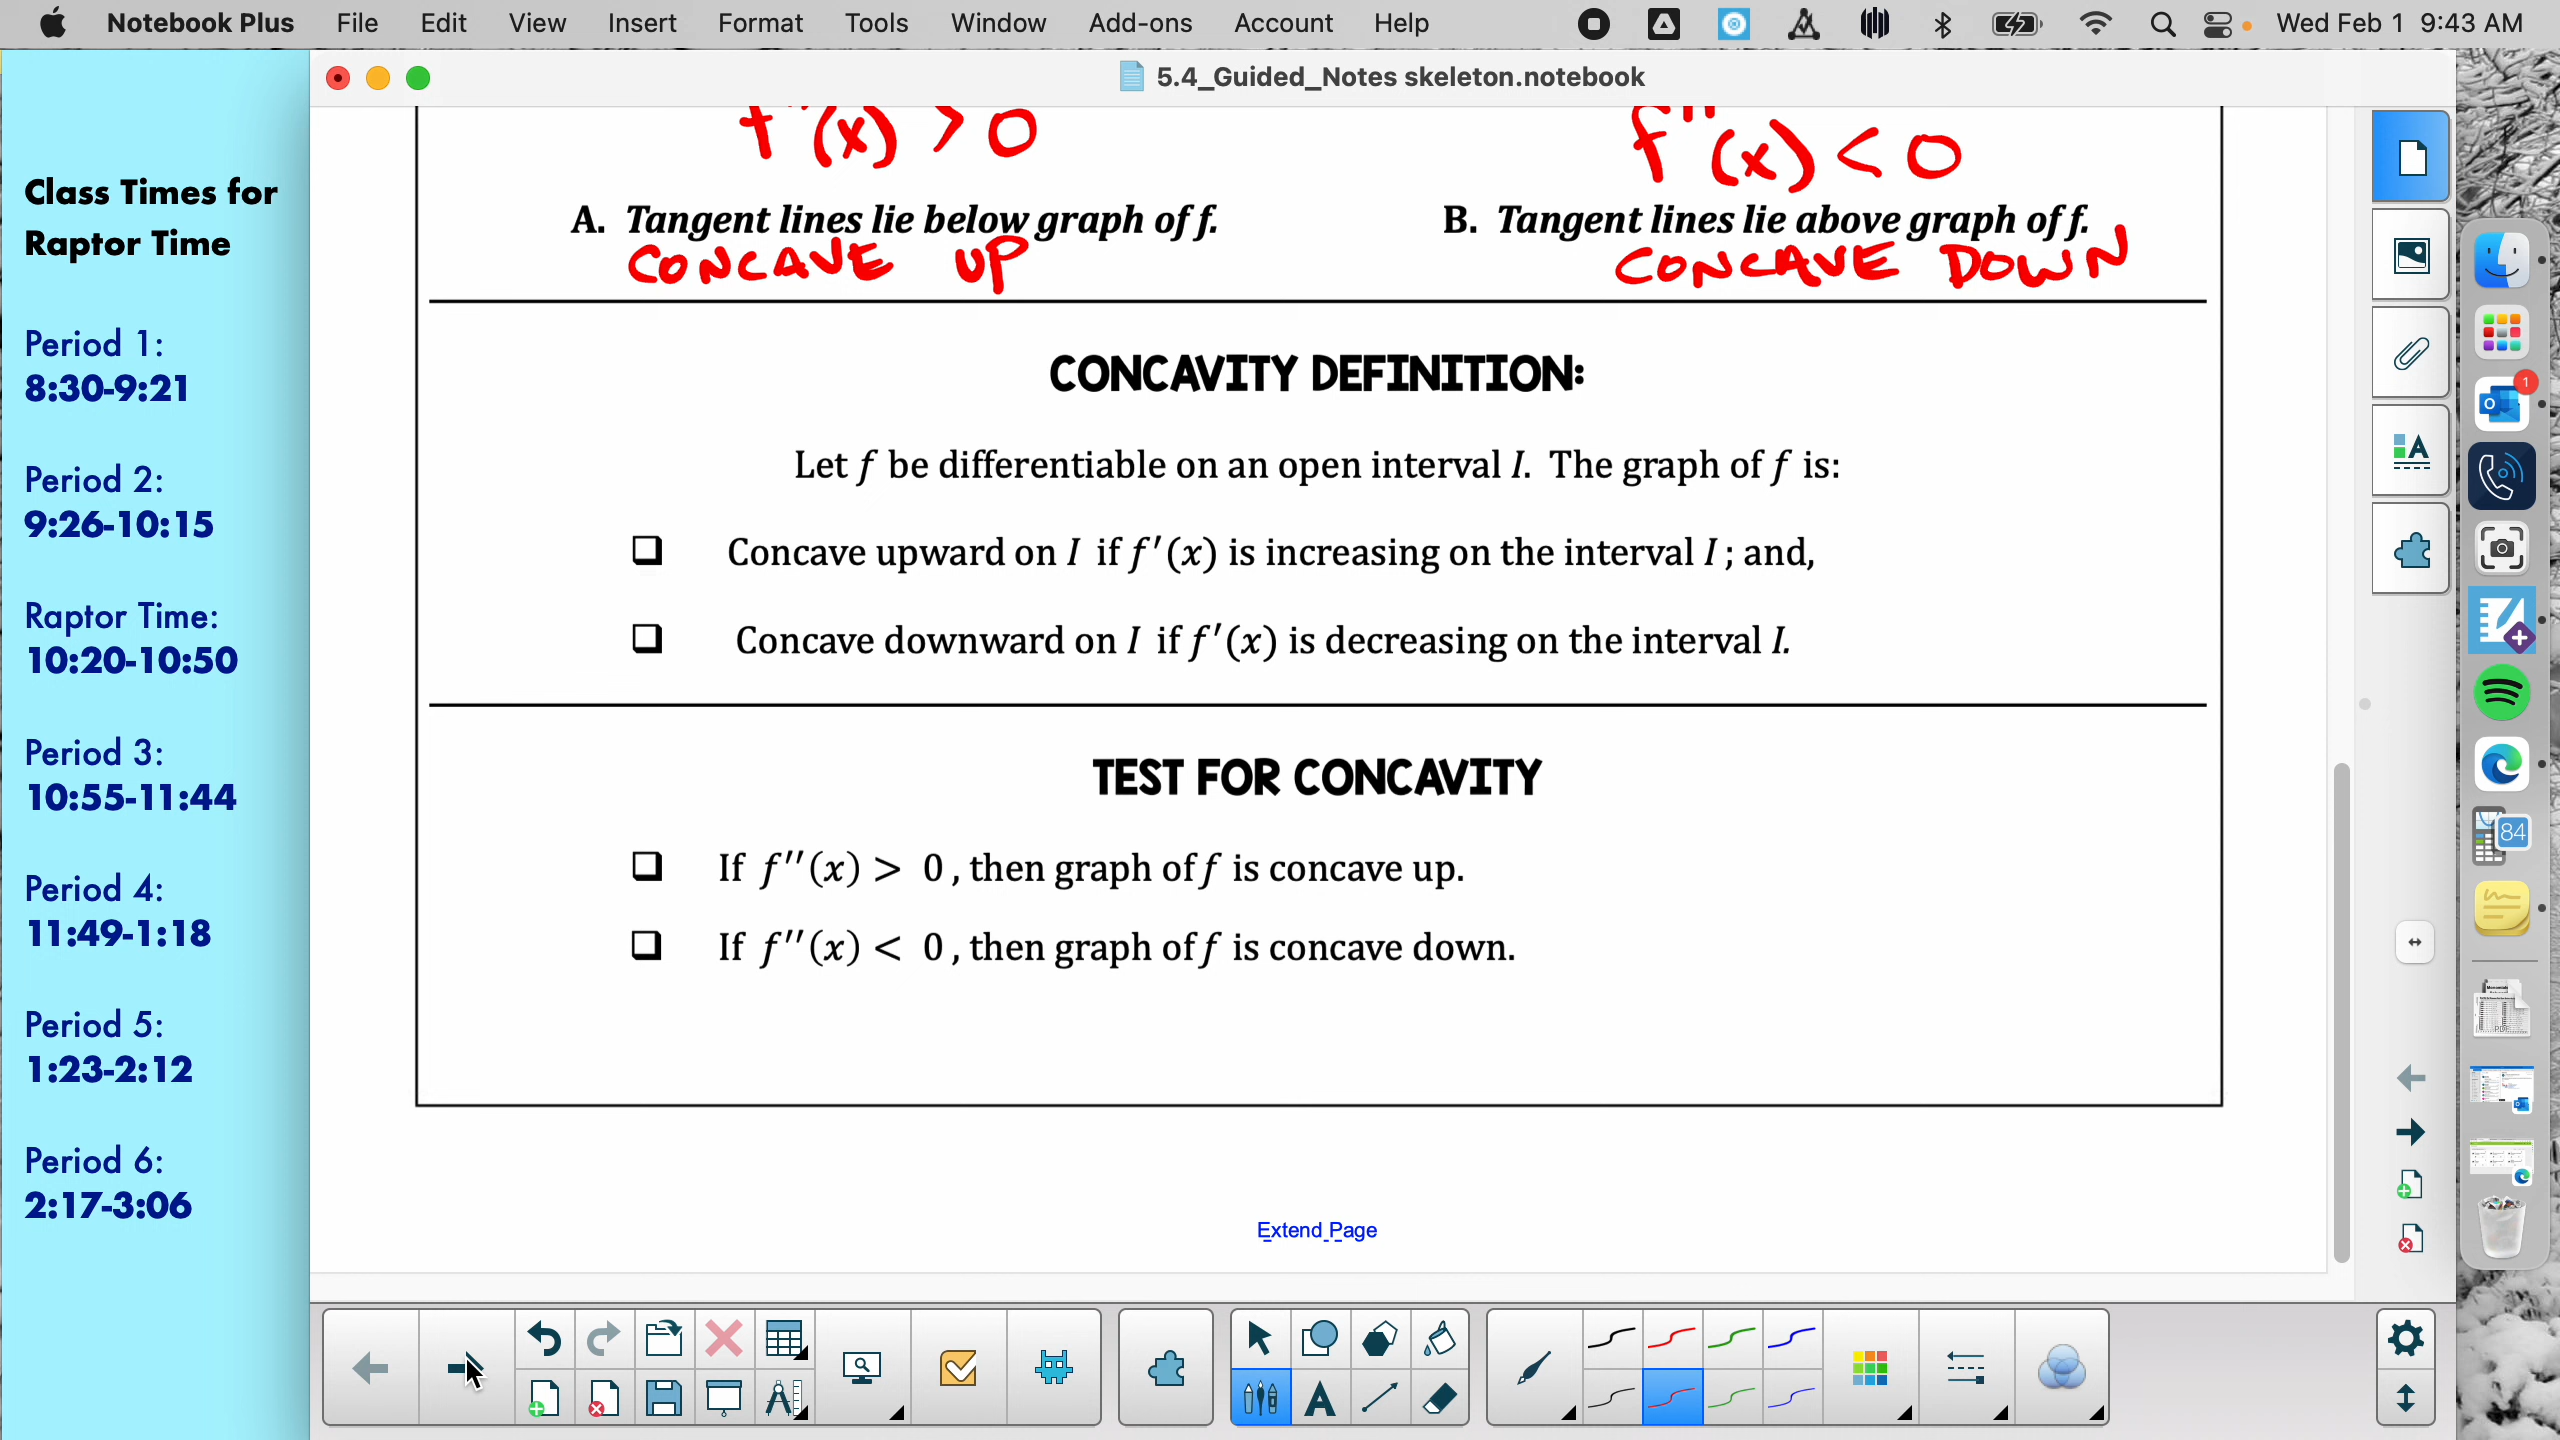 Notebook Plus File Edit View Insert Format Tools Window Add-ons Account Help Wed Feb 1 9:43 AM
5.4_Guided_Notes skeleton.notebook
Class Times for
Raptor Time
Period 1:
8:30-9:21
Period 2:
9:26-10:15
Raptor Time:
10:20-10:50
Period 3:
10:55-11:44
Period 4:
11:49-1:18
Period 5:
1:23-2:12
Period 6:
2:17-3:06
f''(x) > 0
f''(x) < 0
A. Tangent lines lie below graph of f.
B. Tangent lines lie above graph of f.
CONCAVE UP
CONCAVE DOWN
CONCAVITY DEFINITION:
Let f be differentiable on an open interval I. The graph of f is:
❑ Concave upward on I if f′(x) is increasing on the interval I ; and,
❑ Concave downward on I if f′(x) is decreasing on the interval I.
TEST FOR CONCAVITY
❑ If f′′(x) > 0 , then graph of f is concave up.
❑ If f′′(x) < 0 , then graph of f is concave down.
Extend Page
1
84